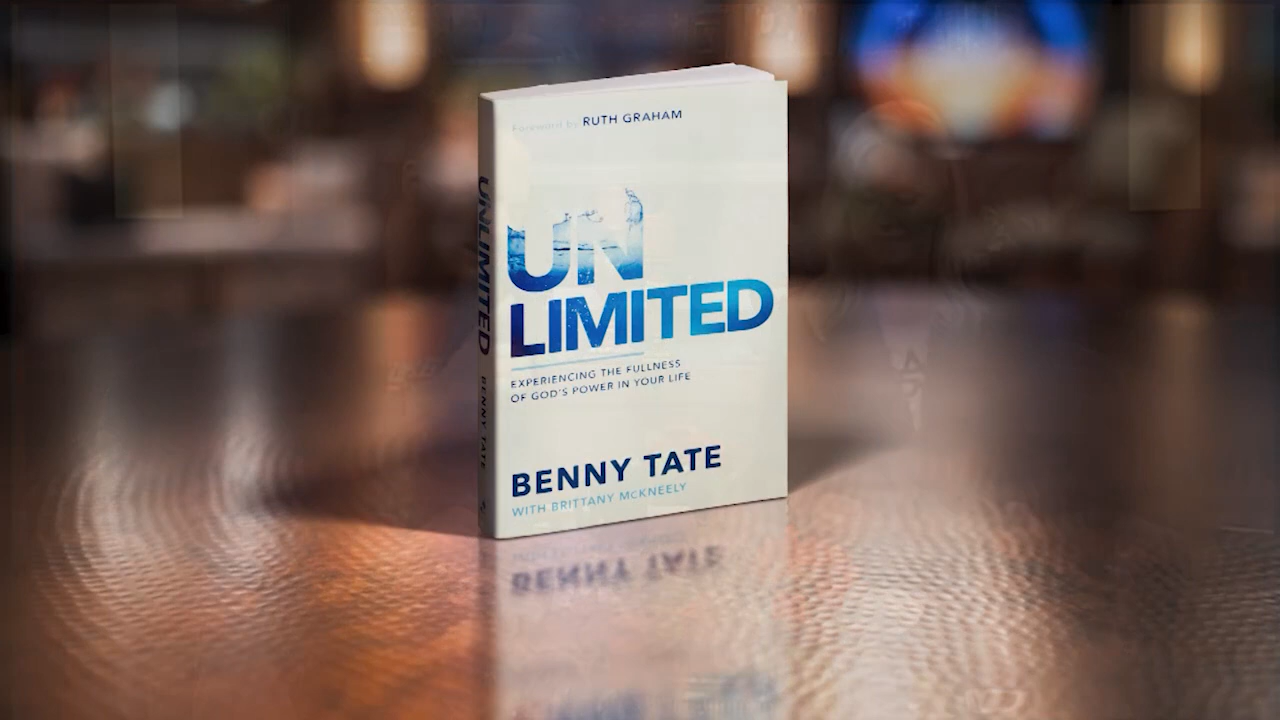 Foreword by RUTH GRAHAM
UN
LIMITED
EXPERIENCING THE FULLNESS
OF GOD'S POWER IN YOUR LIFE
BENNY TATE
WITH BRITTANY MCKNEELY
UNLIMITED
BENNY TATE